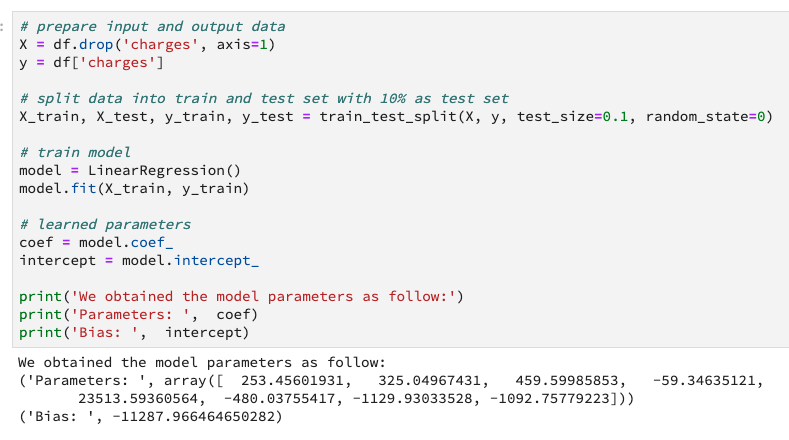 # prepare input and output data
X = df.drop('charges', axis=1)
y = df['charges']
# split data into train and test set with 10% as test set
X_train, X_test, y_train, y_test = train_test_split(X, y, test_size=0.1, random_state=0)
# train model
model = LinearRegression()
model.fit(X_train, y_train)
# learned parameters
coef = model.coef_
intercept = model.intercept_
print('We obtained the model parameters as follow:')
print('Parameters: ',  coef)
print('Bias: ',  intercept)
We obtained the model parameters as follow:
('Parameters: ', array([  253.45601931,   325.04967431,   459.59985853,   -59.34635121,
       23513.59360564,  -480.03755417, -1129.93033528, -1092.75779223]))
('Bias: ', -11287.966464650282)